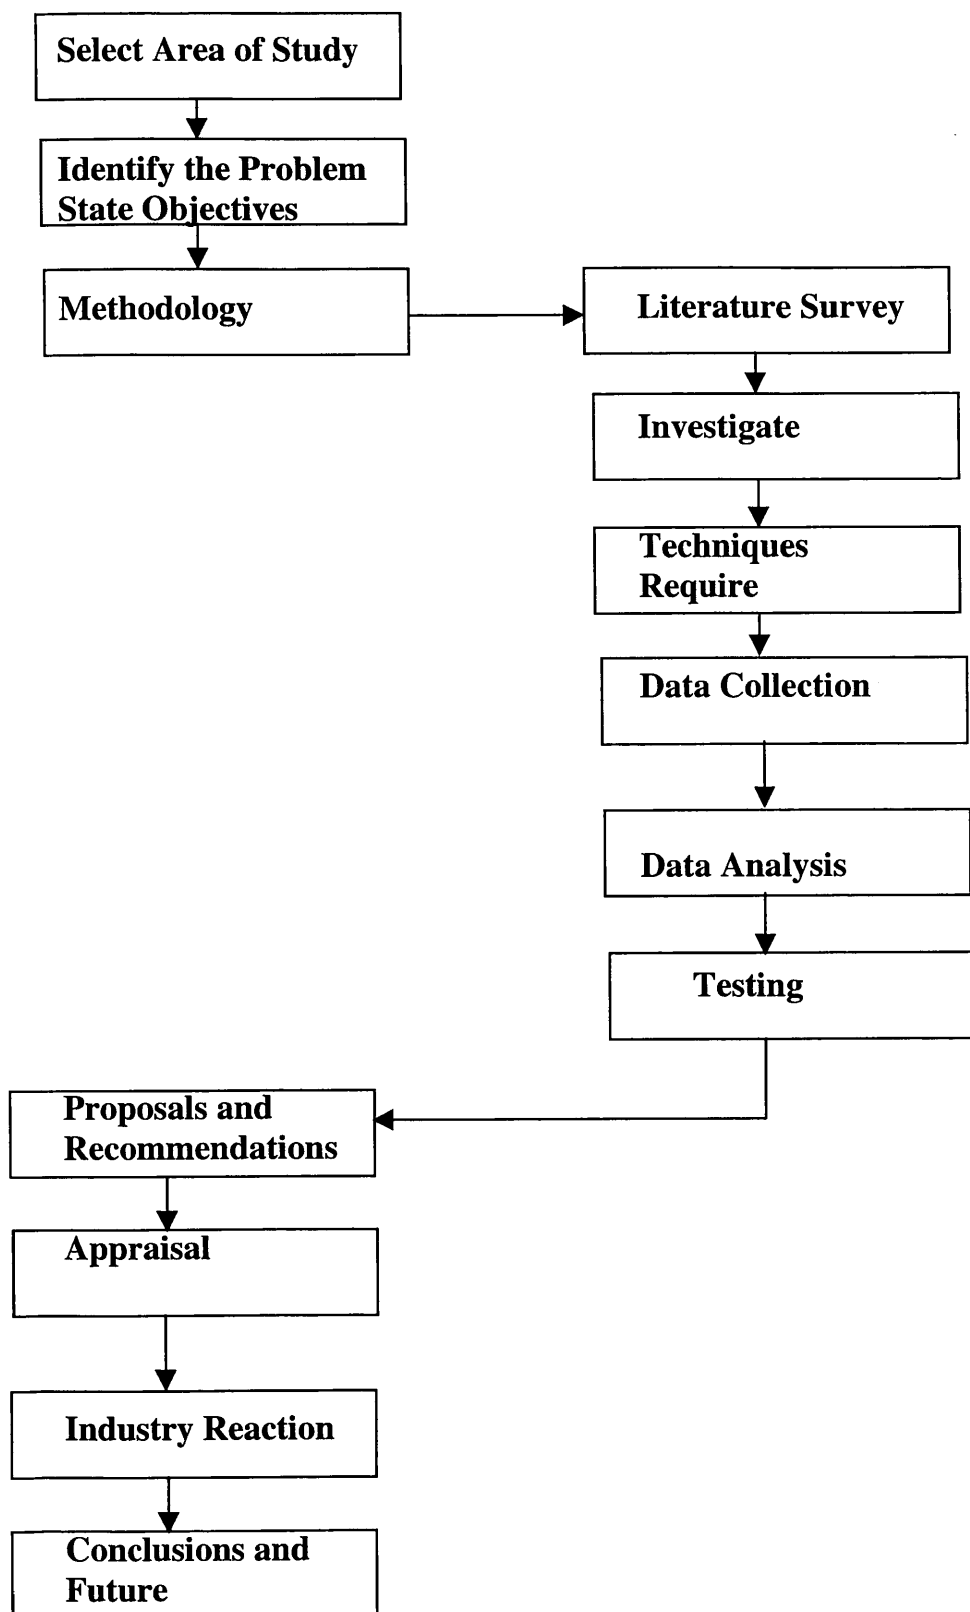 Select Area of Study
Identify the Problem
State Objectives
Methodology
Literature Survey
Investigate
Techniques
Require
Data Collection
Data Analysis
Testing
Proposals and
Recommendations
Appraisal
Industry Reaction
Conclusions and
Future